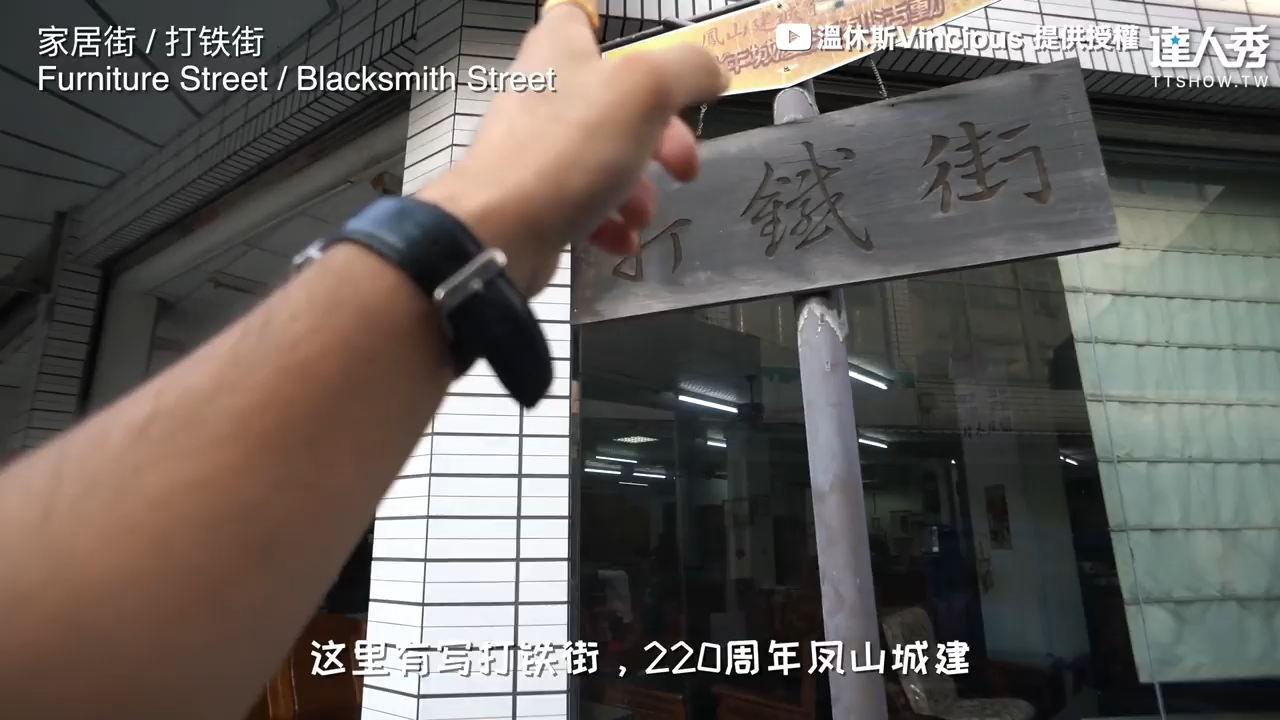 家居街 / 打铁街
Furniture Street / Blacksmith Street
溫休斯Vincious 提供授權
達人秀
TTSHOW.TW
打鐵街
这里有写打铁街，220周年凤山城建